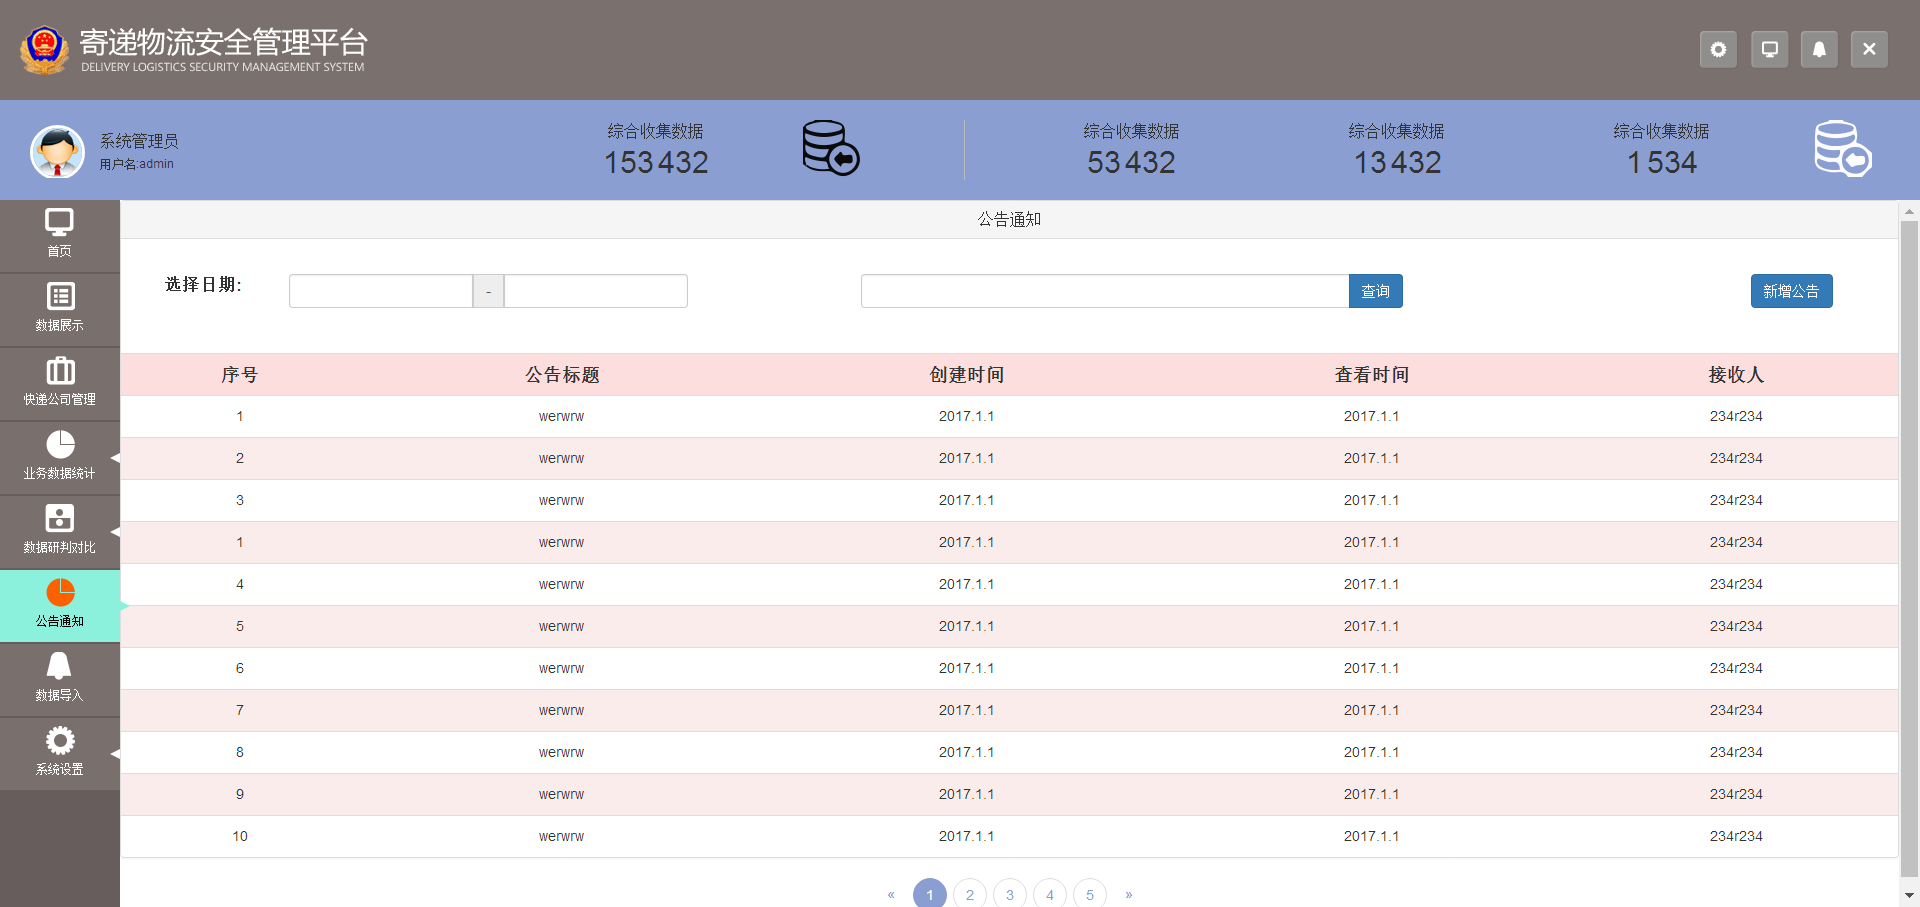 寄递物流安全管理平台
DELIVERY LOGISTICS SECURITY MANAGEMENT SYSTEM
系统管理员
用户名:admin
综合收集数据
153432
综合收集数据
53432
综合收集数据
13432
综合收集数据
1534
首页
数据展示
快递公司管理
业务数据统计
数据研判对比
公告通知
数据导入
系统设置
公告通知
选择日期:
-
查询
新增公告
序号 公告标题 创建时间 查看时间 接收人
1 werwrw 2017.1.1 2017.1.1 234r234
2 werwrw 2017.1.1 2017.1.1 234r234
3 werwrw 2017.1.1 2017.1.1 234r234
1 werwrw 2017.1.1 2017.1.1 234r234
4 werwrw 2017.1.1 2017.1.1 234r234
5 werwrw 2017.1.1 2017.1.1 234r234
6 werwrw 2017.1.1 2017.1.1 234r234
7 werwrw 2017.1.1 2017.1.1 234r234
8 werwrw 2017.1.1 2017.1.1 234r234
9 werwrw 2017.1.1 2017.1.1 234r234
10 werwrw 2017.1.1 2017.1.1 234r234
« 1 2 3 4 5 »